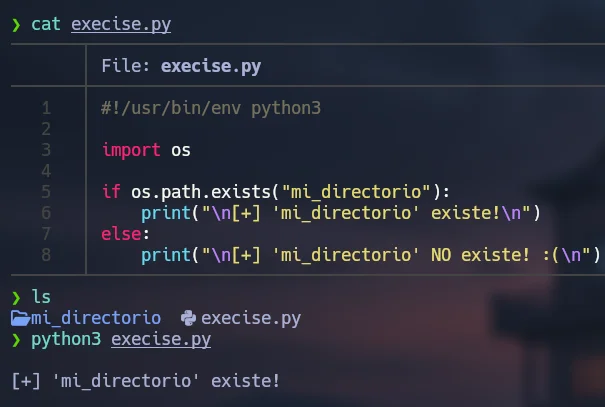 ❯ cat execise.py
File: execise.py
1 #!/usr/bin/env python3
2
3 import os
4
5 if os.path.exists("mi_directorio"):
6     print("\n[+] 'mi_directorio' existe!\n")
7 else:
8     print("\n[+] 'mi_directorio' NO existe! :(\n")
❯ ls
mi_directorio execise.py
❯ python3 execise.py
[+] 'mi_directorio' existe!